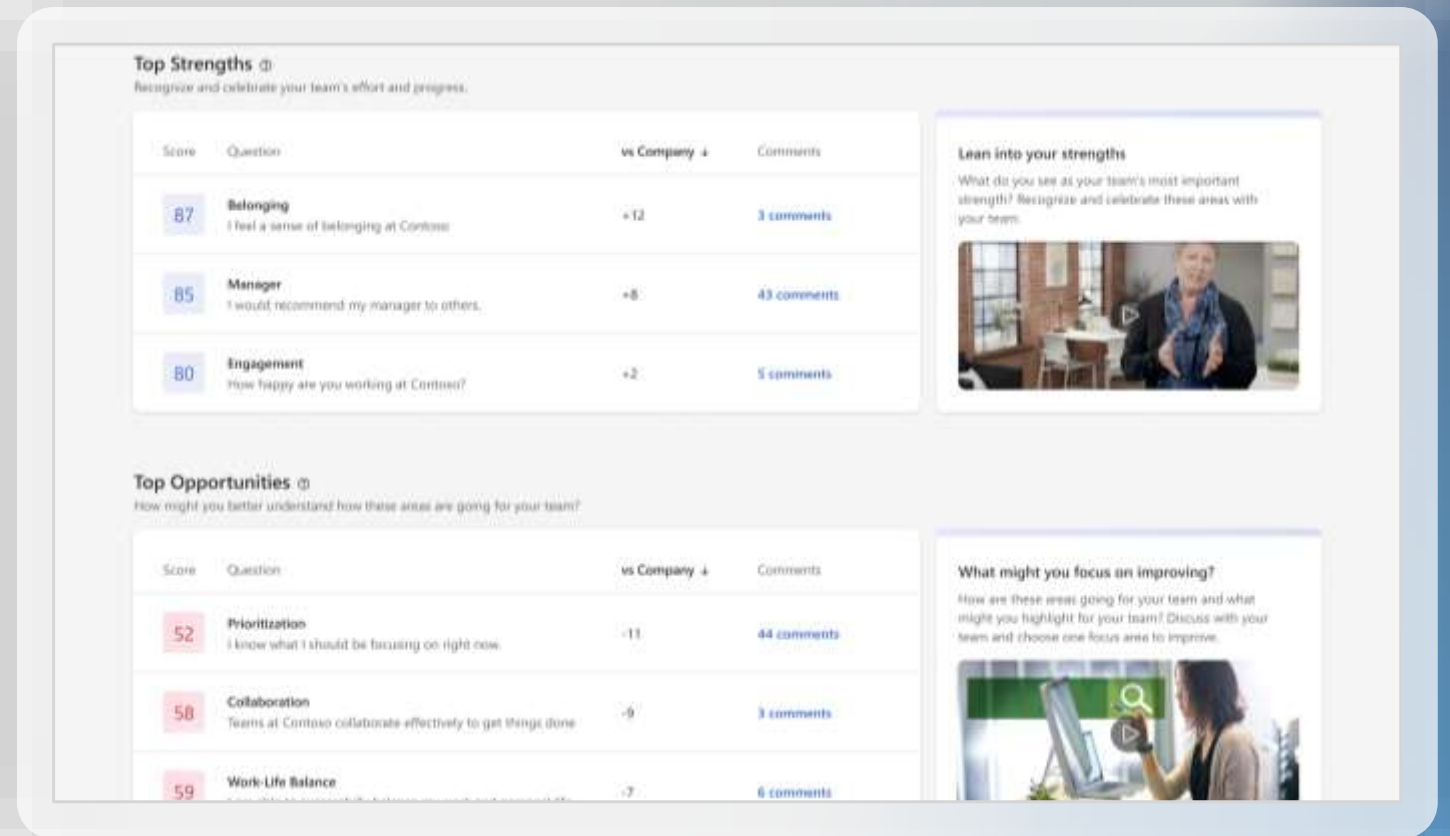 Top Strengths
Recognize and celebrate your team's effort and progress.
Score Question vs Company ↓ Comments
87 Belonging +12 3 comments
I feel a sense of belonging at Contoso
85 Manager +8 43 comments
I would recommend my manager to others.
80 Engagement +2 5 comments
How happy are you working at Contoso?
Lean into your strengths
What do you see as your team's most important
strength? Recognize and celebrate these areas with
your team.
Top Opportunities
How might you better understand how these areas are going for your team?
Score Question vs Company ↓ Comments
52 Prioritization -11 44 comments
I know what I should be focusing on right now.
58 Collaboration -9 3 comments
Teams at Contoso collaborate effectively to get things done
59 Work-Life Balance -7 6 comments
What might you focus on improving?
How are these areas going for your team and what
might you highlight for your team? Discuss with your
team and choose one focus area to improve.